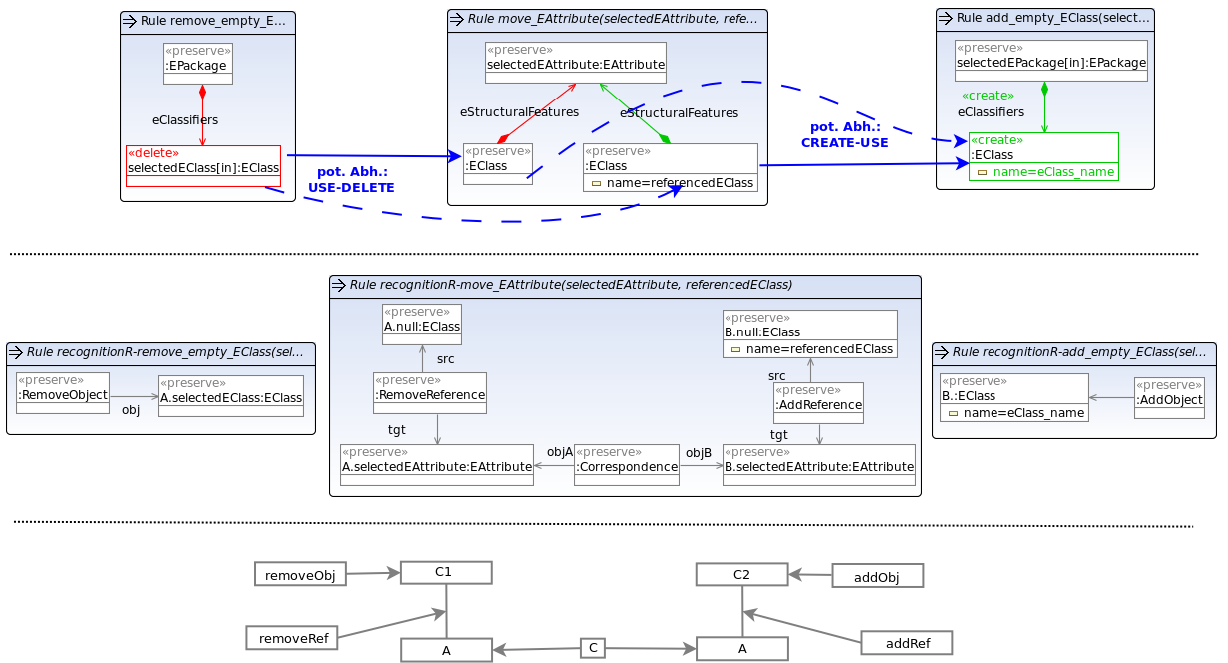 Rule remove_empty_E...
«preserve»
:EPackage
eClassifiers
«delete»
selectedEClass[in]:EClass
pot. Abh.:
USE-DELETE
Rule move_EAttribute(selectedEAttribute, refe...
«preserve»
selectedEAttribute:EAttribute
eStructuralFeatures
eStructuralFeatures
«preserve»
:EClass
«preserve»
:EClass
name=referencedEClass
pot. Abh.:
CREATE-USE
Rule add_empty_EClass(select...
«preserve»
selectedEPackage[in]:EPackage
«create»
eClassifiers
«create»
:EClass
name=eClass_name
Rule recognitionR-remove_empty_EClass(sel...
«preserve»
:RemoveObject
obj
«preserve»
A.selectedEClass:EClass
Rule recognitionR-move_EAttribute(selectedEAttribute, referencedEClass)
«preserve»
A.null:EClass
src
«preserve»
:RemoveReference
tgt
«preserve»
A.selectedEAttribute:EAttribute
objA
«preserve»
:Correspondence
objB
«preserve»
B.null:EClass
name=referencedEClass
src
«preserve»
:AddReference
tgt
«preserve»
B.selectedEAttribute:EAttribute
Rule recognitionR-add_empty_EClass(sel...
«preserve»
B.:EClass
name=eClass_name
«preserve»
:AddObject
removeObj
C1
C2
addObj
removeRef
A
C
A
addRef